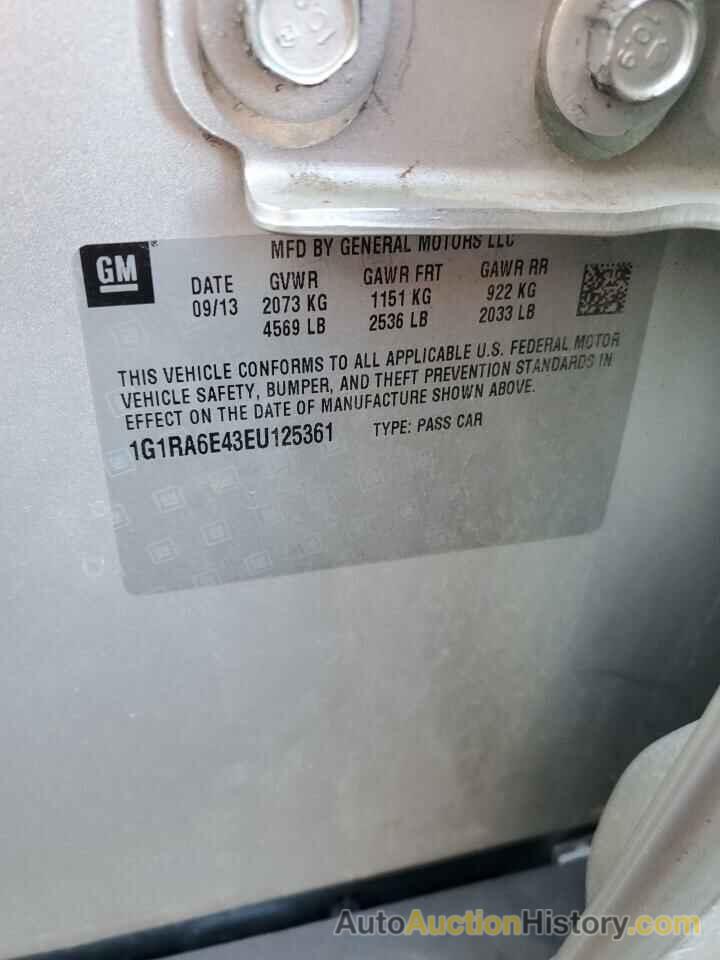 GM
MFD BY GENERAL MOTORS LLC
DATE GVWR GAWR FRT GAWR RR
09/13 2073 KG 1151 KG 922 KG
4569 LB 2536 LB 2033 LB
THIS VEHICLE CONFORMS TO ALL APPLICABLE U.S. FEDERAL MOTOR
VEHICLE SAFETY, BUMPER, AND THEFT PREVENTION STANDARDS IN
EFFECT ON THE DATE OF MANUFACTURE SHOWN ABOVE.
1G1RA6E43EU125361 TYPE: PASS CAR
AutoAuctionHistory.com